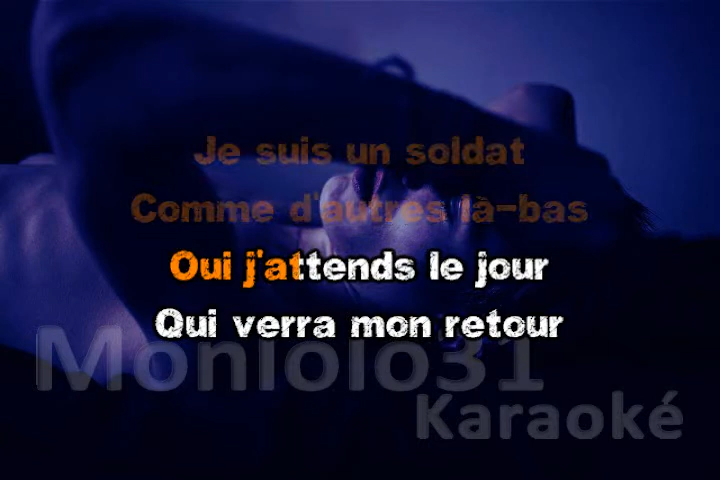 Je suis un soldat
Comme d'autres là-bas
Oui j'attends le jour
Qui verra mon retour
Monlolo31
Karaoké